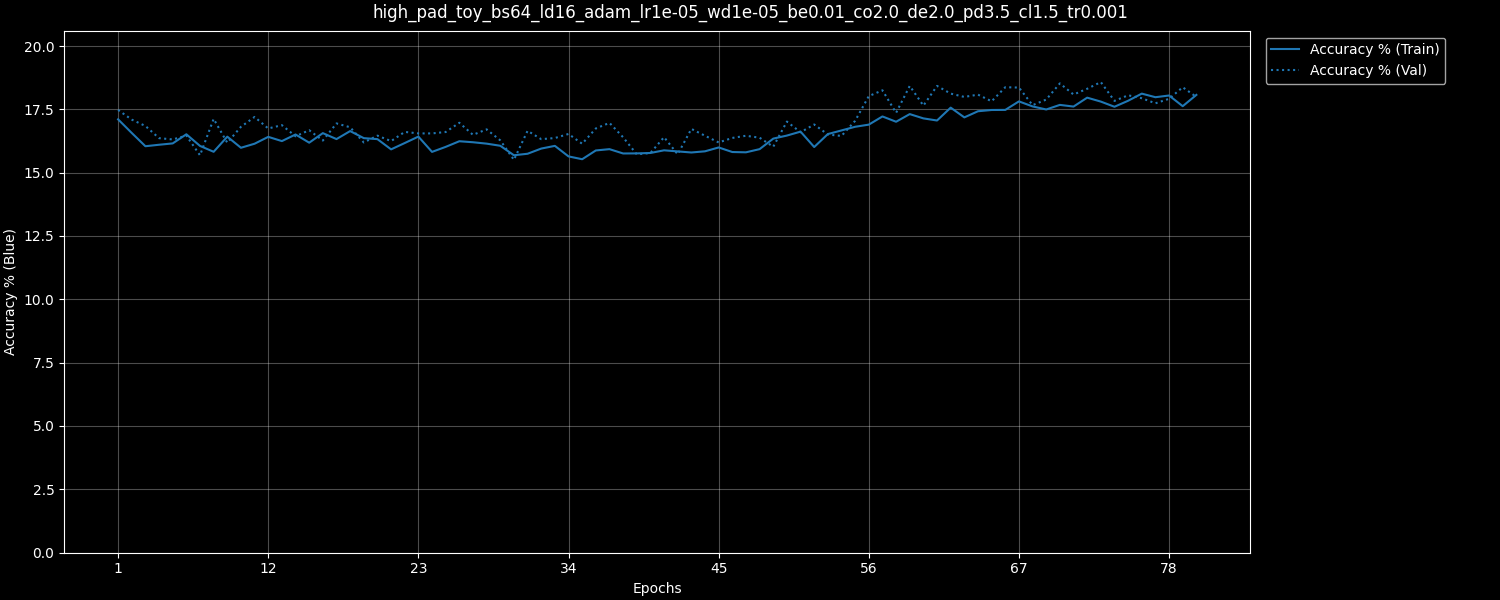 high_pad_toy_bs64_ld16_adam_lr1e-05_wd1e-05_be0.01_co2.0_de2.0_pd3.5_cl1.5_tr0.001
Accuracy % (Train)
Accuracy % (Val)
Accuracy % (Blue)
20.0
17.5
15.0
12.5
10.0
7.5
5.0
2.5
0.0
1 12 23 34 45 56 67 78
Epochs